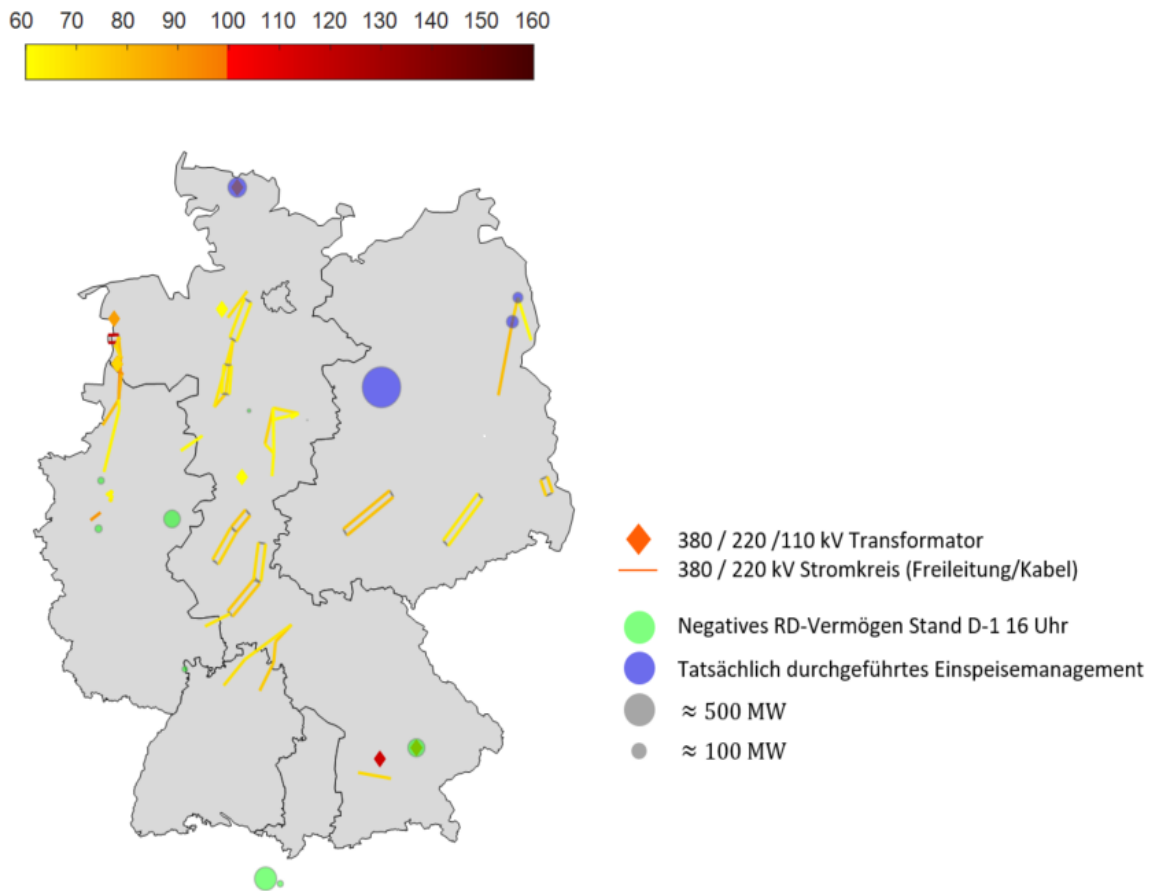 60 70 80 90 100 110 120 130 140 150 160
380 / 220 /110 kV Transformator
380 / 220 kV Stromkreis (Freileitung/Kabel)
Negatives RD-Vermögen Stand D-1 16 Uhr
Tatsächlich durchgeführtes Einspeisemanagement
≈ 500 MW
≈ 100 MW